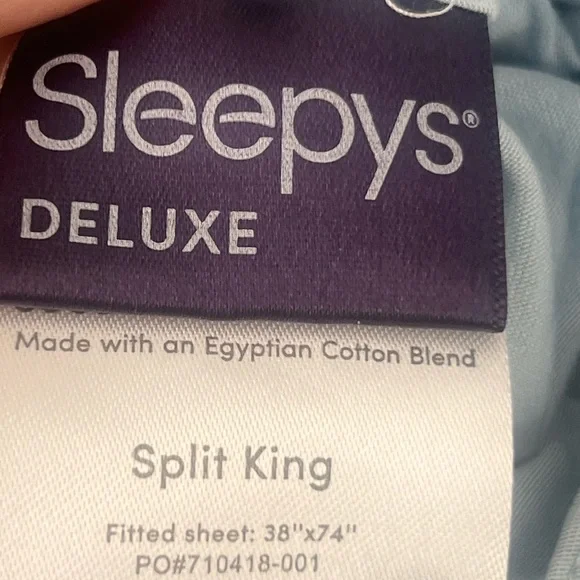 Sleepys®
DELUXE
Made with an Egyptian Cotton Blend
Split King
Fitted sheet: 38"x74"
PO#710418-001